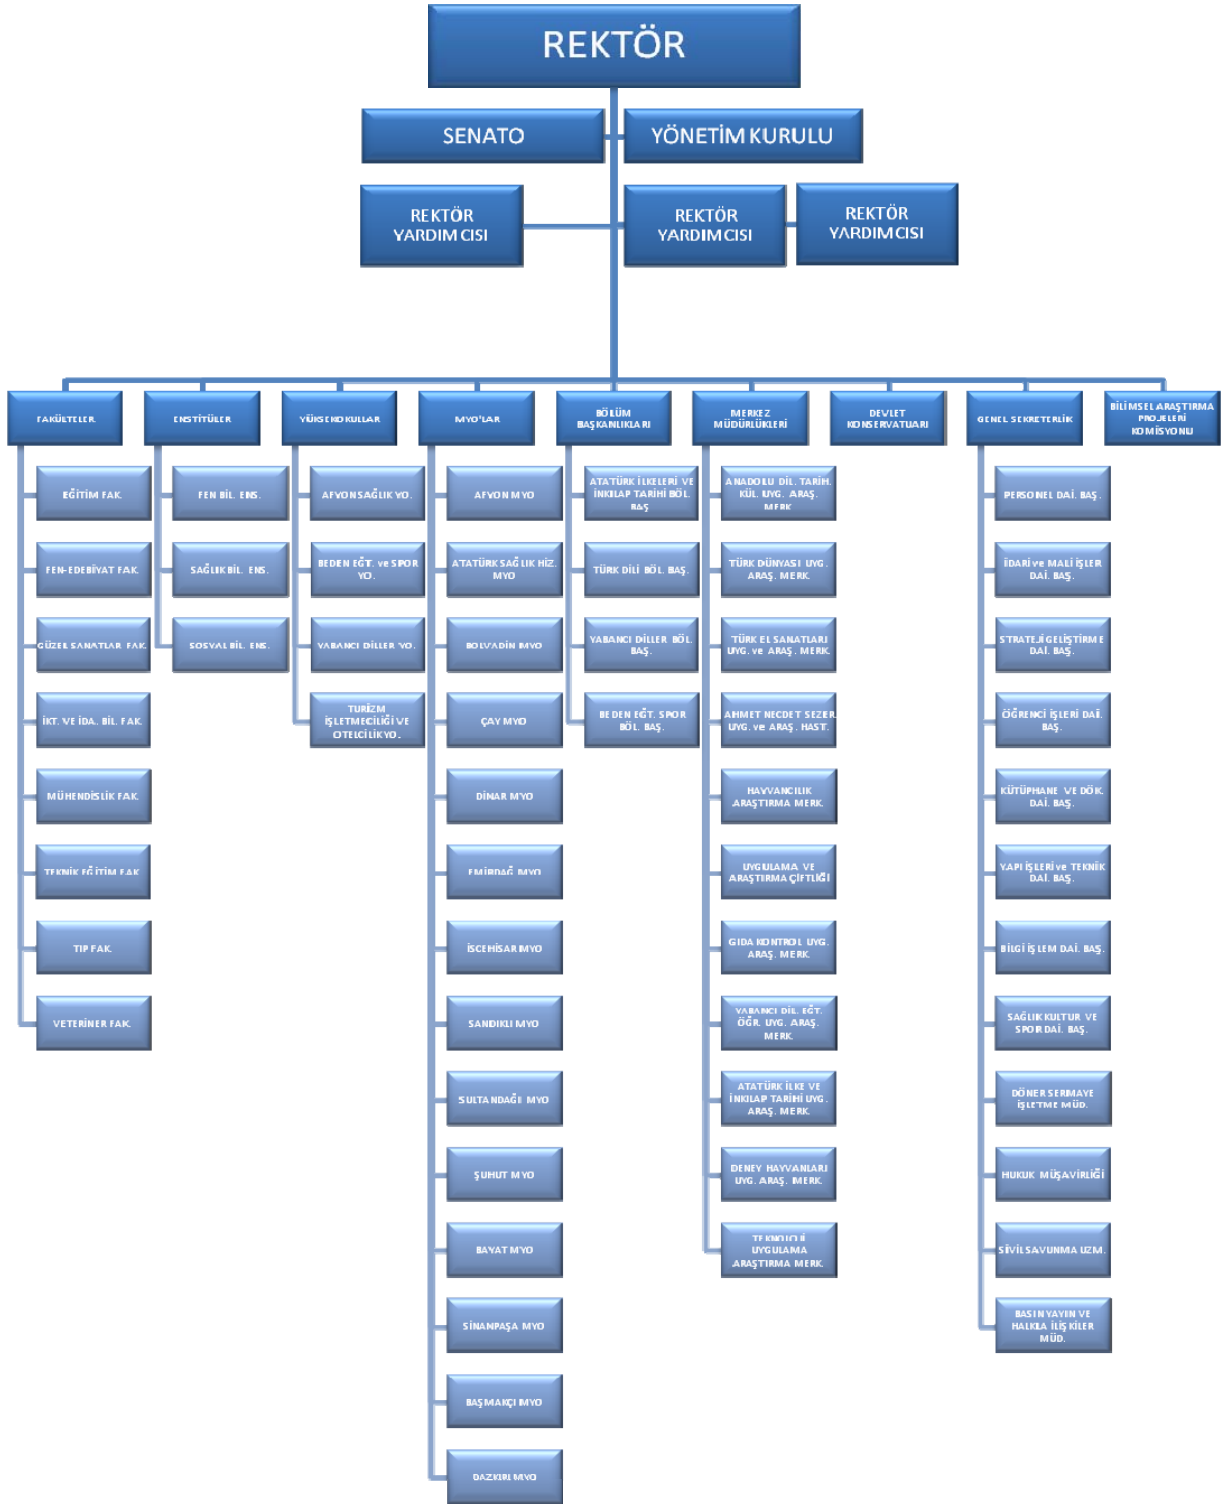 REKTÖR
SENATO
YÖNETİM KURULU
REKTÖR
YARDIMCISI
REKTÖR
YARDIMCISI
REKTÖR
YARDIMCISI
FAKÜLTELER
ENSTİTÜLER
YÜKSEKOKULLAR
MYO'LAR
BÖLÜM
BAŞKANLIKLARI
MERKEZ
MÜDÜRLÜKLERİ
DEVLET
KONSERVATUARI
GENEL SEKRETERLİK
BİLİMSEL ARAŞTIRMA
PROJELERİ
KOMİSYONU
EĞİTİM FAK.
FEN-EDEBİYAT FAK.
GÜZEL SANATLAR FAK.
İKT. VE İDA. BİL. FAK.
MÜHENDİSLİK FAK.
TEKNİK EĞİTİM FAK.
TIP FAK.
VETERİNER FAK.
FEN BİL. ENS.
SAĞLIK BİL. ENS.
SOSYAL BİL. ENS.
AFYON SAĞLIK YO.
BEDEN EĞT. ve SPOR
YO.
YABANCI DİLLER YO.
TURİZM
İŞLETMECİLİĞİ VE
OTELCİLİK YO.
AFYON MYO
ATATÜRK SAĞLIK HİZ.
MYO
BOLVADİN MYO
ÇAY MYO
DİNAR MYO
EMİRDAĞ MYO
İSCEHİSAR MYO
SANDIKLI MYO
SULTANDAĞI MYO
ŞUHUT MYO
BAYAT MYO
SİNANPAŞA MYO
BAŞMAKÇI MYO
DAZKIRI MYO
ATATÜRK İLKELERİ VE
İNKILAP TARİHİ BÖL.
BAŞ
TÜRK DİLİ BÖL. BAŞ.
YABANCI DİLLER BÖL.
BAŞ.
BEDEN EĞT. SPOR
BÖL. BAŞ.
ANADOLU DİL. TARİH.
KÜL. UYG. ARAŞ.
MERK.
TÜRK DÜNYASI UYG.
ARAŞ. MERK.
TÜRK EL SANATLARI
UYG. ve ARAŞ. MERK.
AHMET NECDET SEZER
UYG. ve ARAŞ. HAST.
HAYVANCILIK
ARAŞTIRMA MERK.
UYGULAMA VE
ARAŞTIRMA ÇİFTLİĞİ
GIDA KONTROL UYG.
ARAŞ. MERK.
YABANCI DİL. EĞT.
ÖĞR. UYG. ARAŞ.
MERK.
ATATÜRK İLKE VE
İNKILAP TARİHİ UYG.
ARAŞ. MERK.
DENEY HAYVANLARI
UYG. ARAŞ. MERK.
TEKNOLOJİ
UYGULAMA
ARAŞTIRMA MERK.
PERSONEL DAİ. BAŞ.
İDARİ ve MALİ İŞLER
DAİ. BAŞ.
STRATEJİ GELİŞTİRME
DAİ. BAŞ.
ÖĞRENCİ İŞLERİ DAİ.
BAŞ.
KÜTÜPHANE VE DÖK.
DAİ. BAŞ.
YAPI İŞLERİ ve TEKNİK
DAİ. BAŞ.
BİLGİ İŞLEM DAİ. BAŞ.
SAĞLIK KULTUR VE
SPOR DAİ. BAŞ.
DÖNER SERMAYE
İŞLETME MÜD.
HUKUK MÜŞAVİRLİĞİ
SİVİL SAVUNMA UZM.
BASIN YAYIN VE
HALKLA İLİŞKİLER
MÜD.